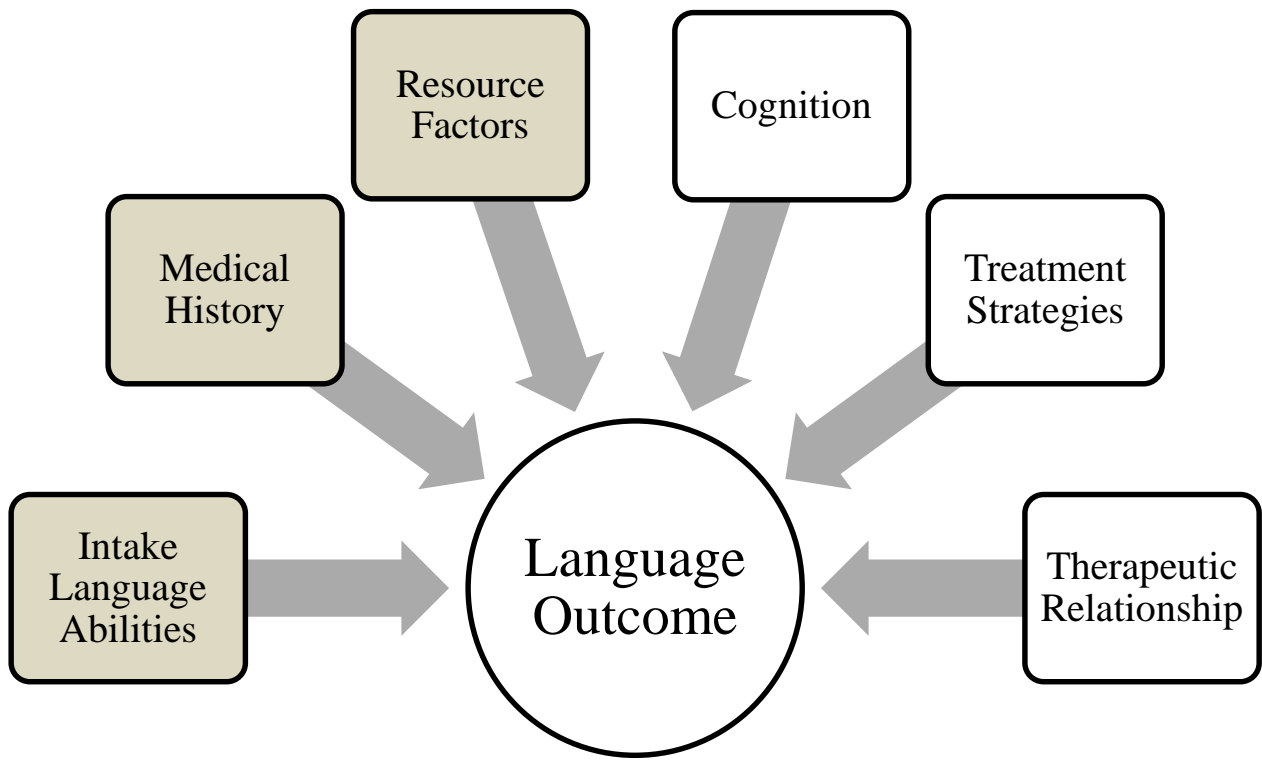 Resource
Factors
Cognition
Medical
History
Treatment
Strategies
Intake
Language
Abilities
Language
Outcome
Therapeutic
Relationship